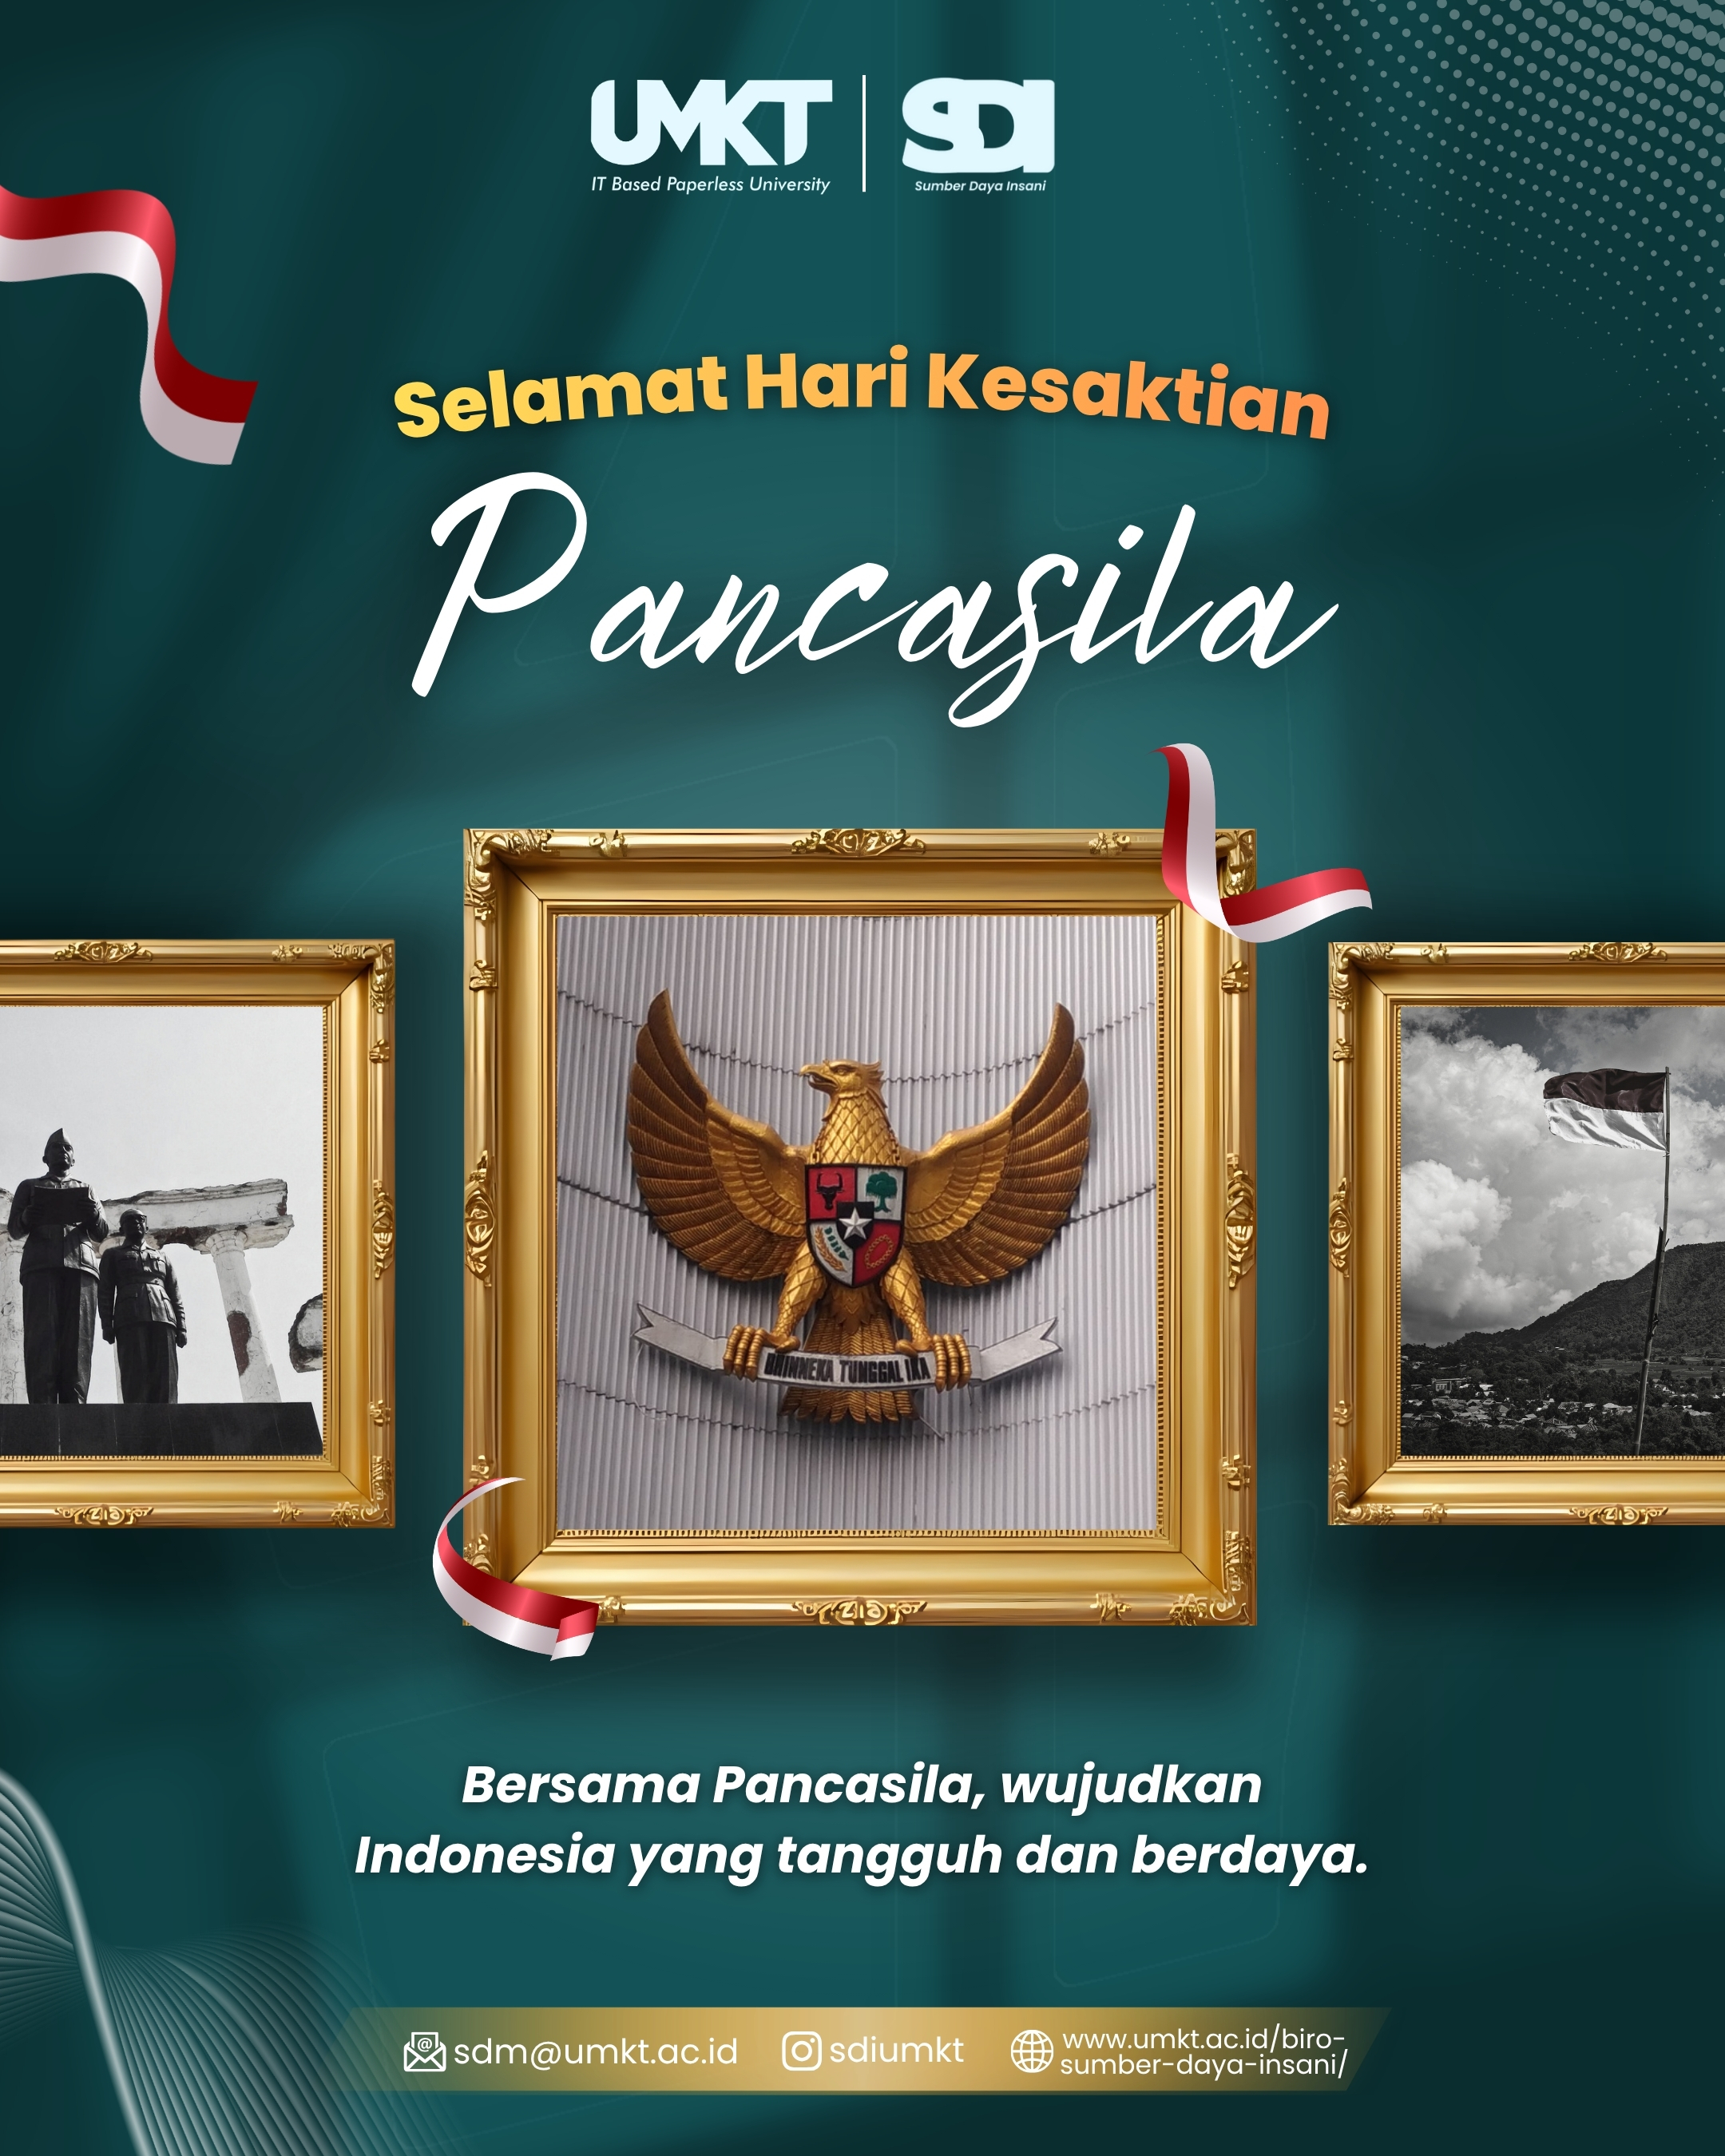 UMKT
IT Based Paperless University
SDI
Sumber Daya Insani
Selamat Hari Kesaktian
Pancasila
BHINNEKA TUNGGAL IKA
Bersama Pancasila, wujudkan
Indonesia yang tangguh dan berdaya.
sdm@umkt.ac.id
sdiumkt
www.umkt.ac.id/biro-
sumber-daya-insani/